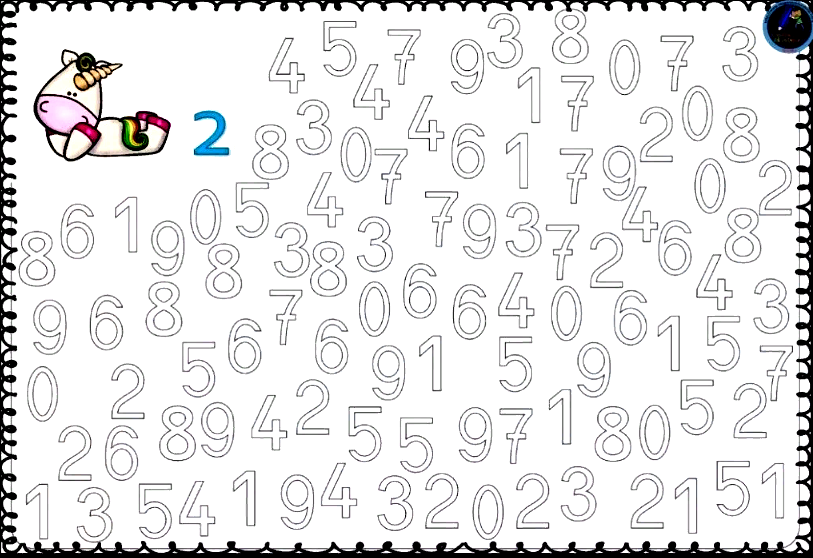 4 5 7 9 3 8 0 7 3
4 1 7 0
2 8 3 0 7 4 6 1 7 9 2 8
6 1 9 0 5 4 7 9 3 7 4 0 2
8 8 3 8 3 2 6 8
9 6 8 7 0 6 6 4 0 6 4 3
0 2 5 6 6 9 1 5 9 1 5 7
2 6 8 9 4 2 5 5 9 7 1 8 0 5 2
1 3 5 4 1 9 4 3 2 0 2 3 2 1 5 1